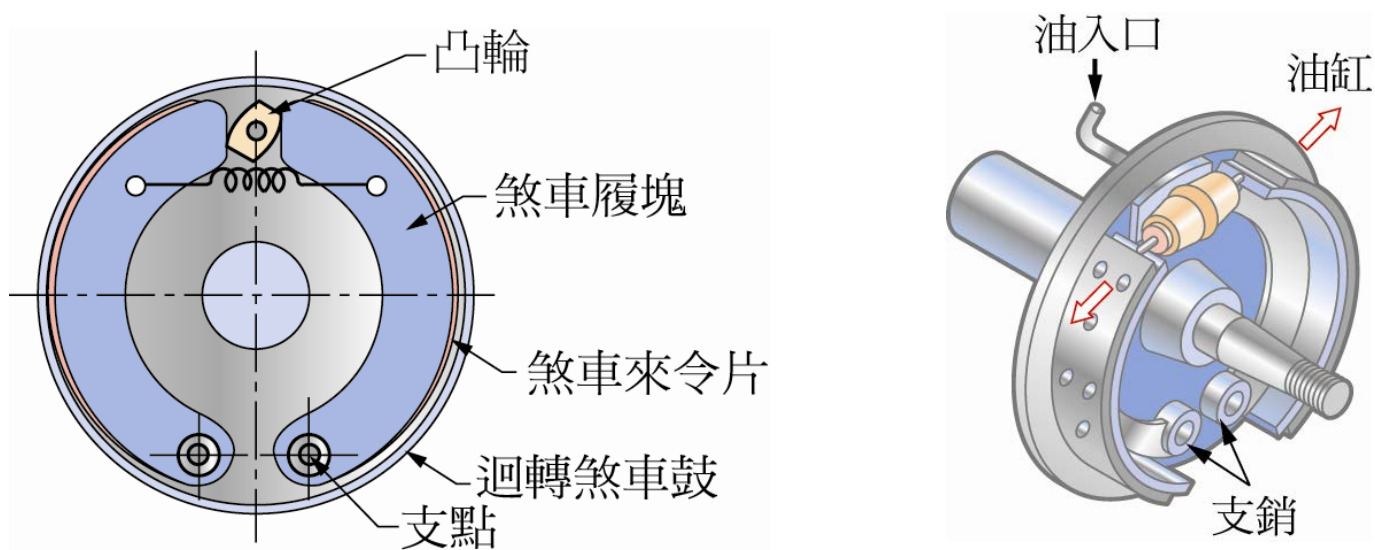 凸輪
煞車履塊
煞車來令片
迴轉煞車鼓
支點
油入口
油缸
支銷